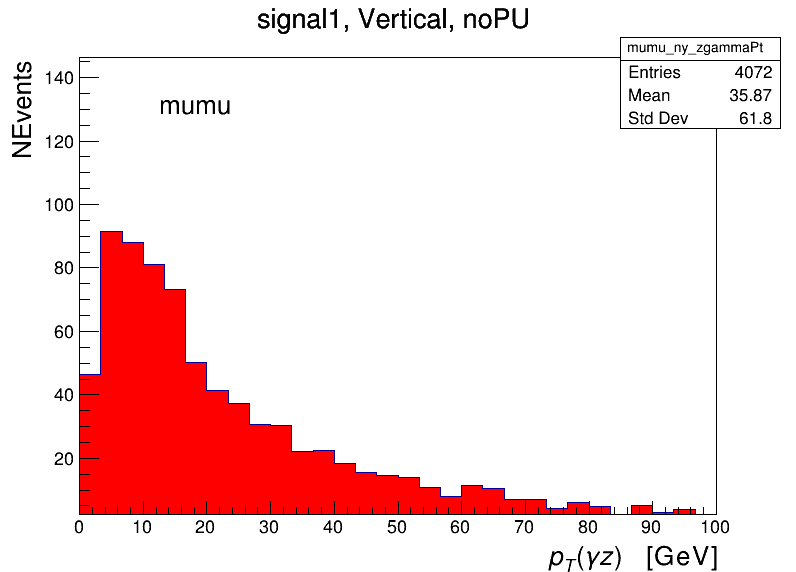 signal1, Vertical, noPU
mumu_ny_zgammaPt
Entries 4072
Mean 35.87
Std Dev 61.8
NEvents
mumu
140
120
100
80
60
40
20
0 10 20 30 40 50 60 70 80 90 100
p_T(γz) [GeV]